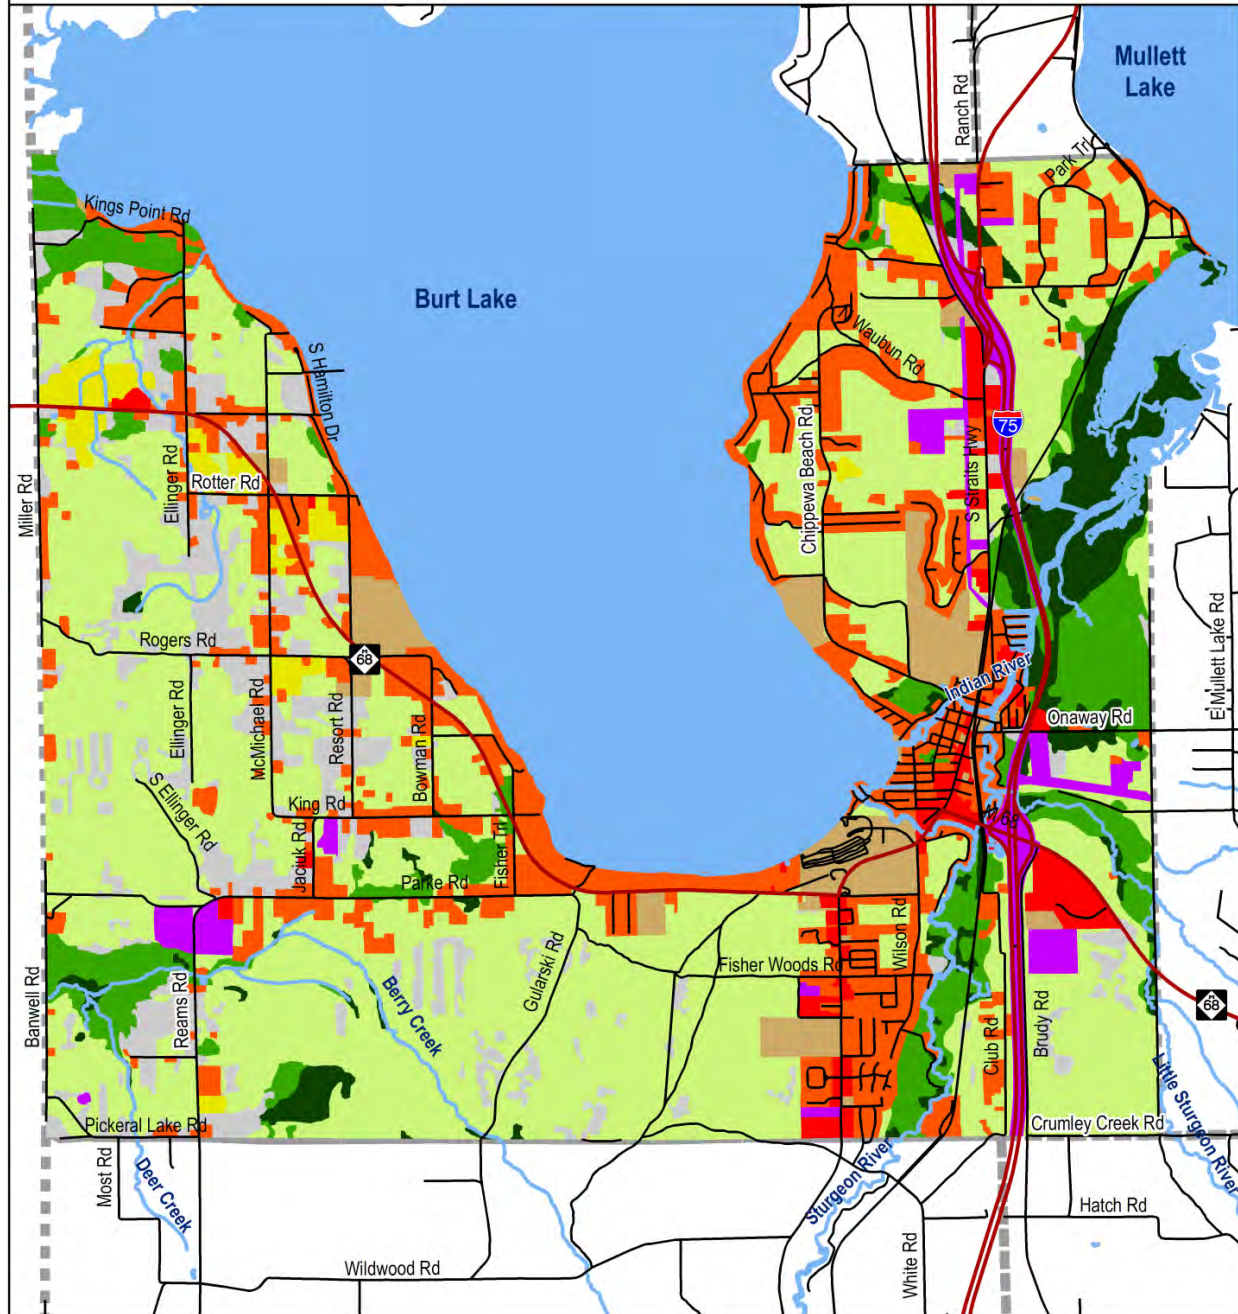 Mullett
Lake
Ranch Rd
Park Trl
Kings Point Rd
Burt Lake
Waubun Rd
S Hamilton Dr
75
Chippewa Beach Rd
S Straits Hwy
Ellinger Rd
Rotter Rd
Miller Rd
Rogers Rd
68
E Mullett Lake Rd
Indian River
Onaway Rd
Ellinger Rd
McMichael Rd
Resort Rd
Bowman Rd
S Ellinger Rd
King Rd
M 68
Jaciuk Rd
Fisher Trl
Parke Rd
Wilson Rd
Gularski Rd
Fisher Woods Rd
Banwell Rd
Reams Rd
Berry Creek
Club Rd
Brudy Rd
68
Little Sturgeon River
Pickeral Lake Rd
Crumley Creek Rd
Most Rd
Deer Creek
Sturgeon River
Hatch Rd
White Rd
Wildwood Rd